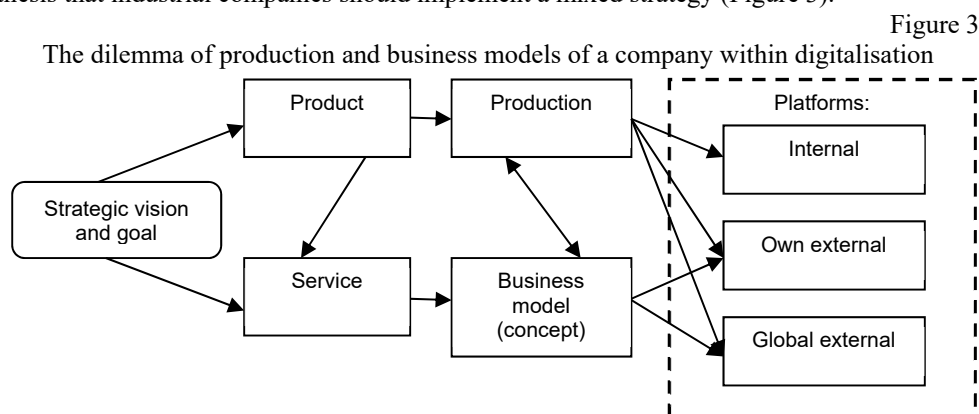 that industrial companies should implement a mixed strategy (Figure 3).
Figure 3
The dilemma of production and business models of a company within digitalisation
Product
Production
Platforms:
Internal
Strategic vision
and goal
Own external
Service
Business
model
(concept)
Global external